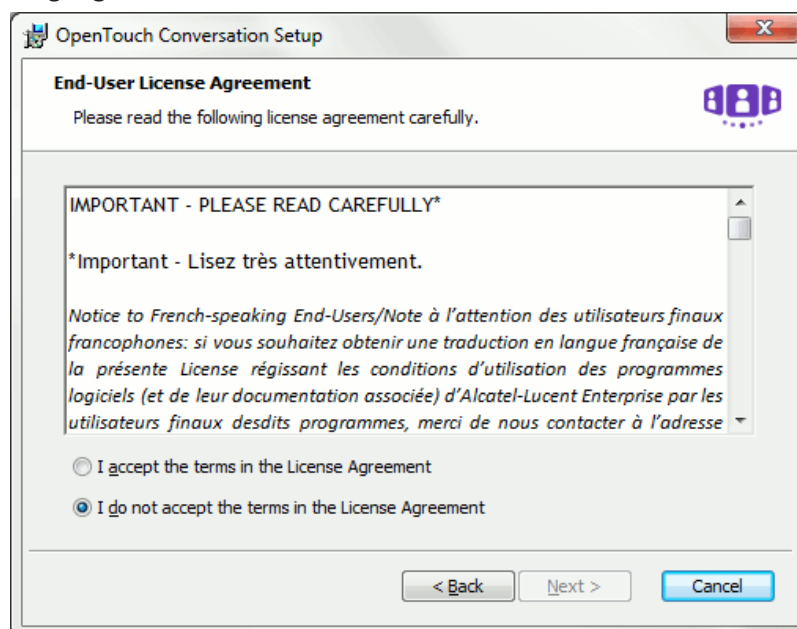 OpenTouch Conversation Setup
End-User License Agreement
Please read the following license agreement carefully.
IMPORTANT - PLEASE READ CAREFULLY*
*Important - Lisez très attentivement.
Notice to French-speaking End-Users/Note à l'attention des utilisateurs finaux
francophones: si vous souhaitez obtenir une traduction en langue française de
la présente License régissant les conditions d'utilisation des programmes
logiciels (et de leur documentation associée) d'Alcatel-Lucent Enterprise par les
utilisateurs finaux desdits programmes, merci de nous contacter à l'adresse
I accept the terms in the License Agreement
I do not accept the terms in the License Agreement
< Back Next > Cancel